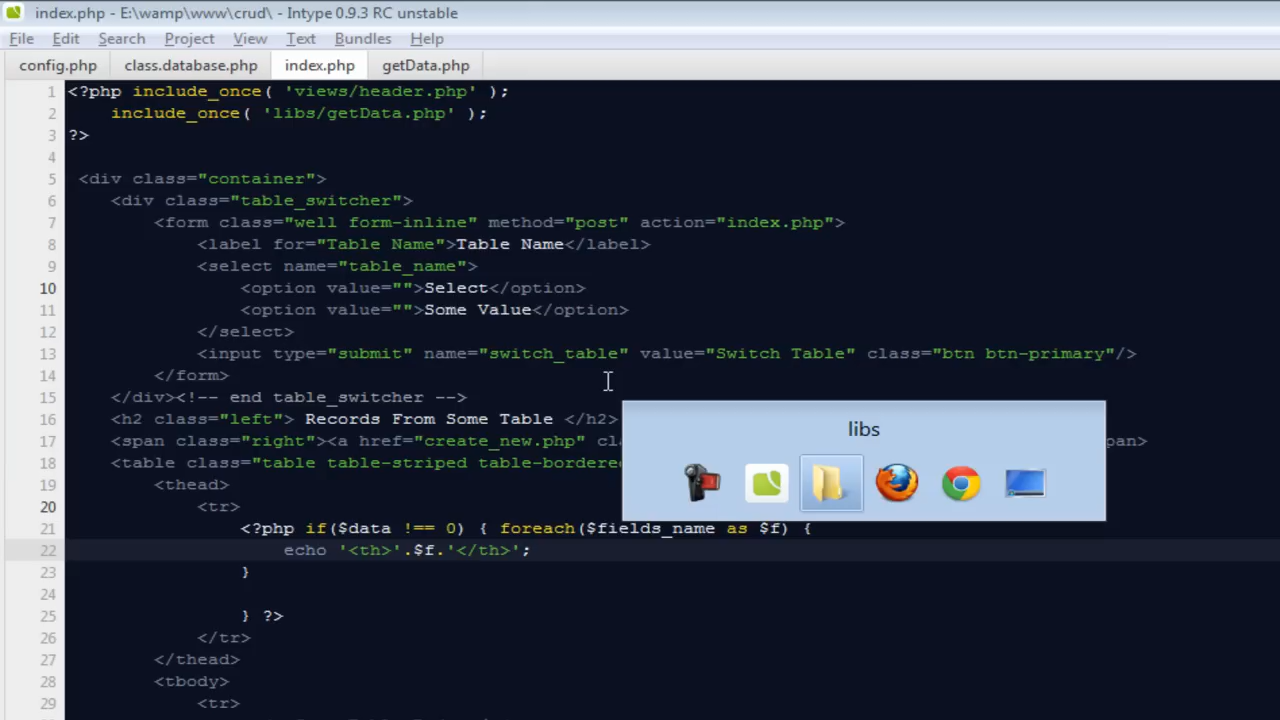 index.php - E:\wamp\www\crud\ - Intype 0.9.3 RC unstable
File Edit Search Project View Text Bundles Help
config.php class.database.php index.php getData.php
1 <?php include_once( 'views/header.php' );
2 include_once( 'libs/getData.php' );
3 ?>
4
5 <div class="container">
6 <div class="table_switcher">
7 <form class="well form-inline" method="post" action="index.php">
8 <label for="Table Name">Table Name</label>
9 <select name="table_name">
10 <option value="">Select</option>
11 <option value="">Some Value</option>
12 </select>
13 <input type="submit" name="switch_table" value="Switch Table" class="btn btn-primary"/>
14 </form>
15 </div><!-- end table_switcher -->
16 <h2 class="left"> Records From Some Table </h2>
libs
17 <span class="right"><a href="create_new.php" cl pan>
18 <table class="table table-striped table-bordere
19 <thead>
20 <tr>
21 <?php if($data !== 0) { foreach($fields_name as $f) {
22 echo '<th>'.$f.'</th>';
23 }
24
25 } ?>
26 </tr>
27 </thead>
28 <tbody>
29 <tr>